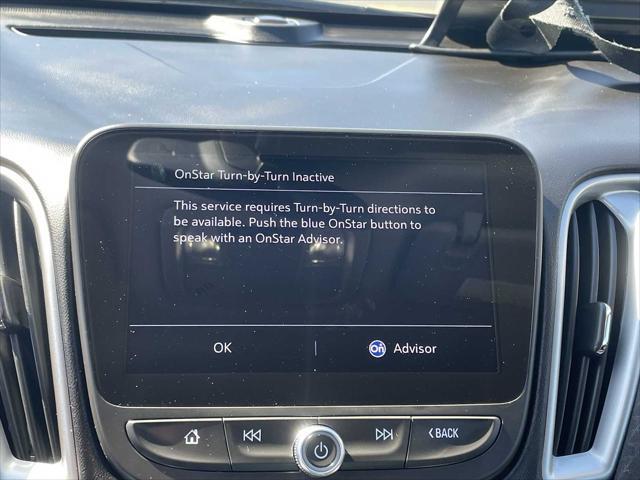 OnStar Turn-by-Turn Inactive
This service requires Turn-by-Turn directions to
be available. Push the blue OnStar button to
speak with an OnStar Advisor.
OK | On Advisor
<BACK